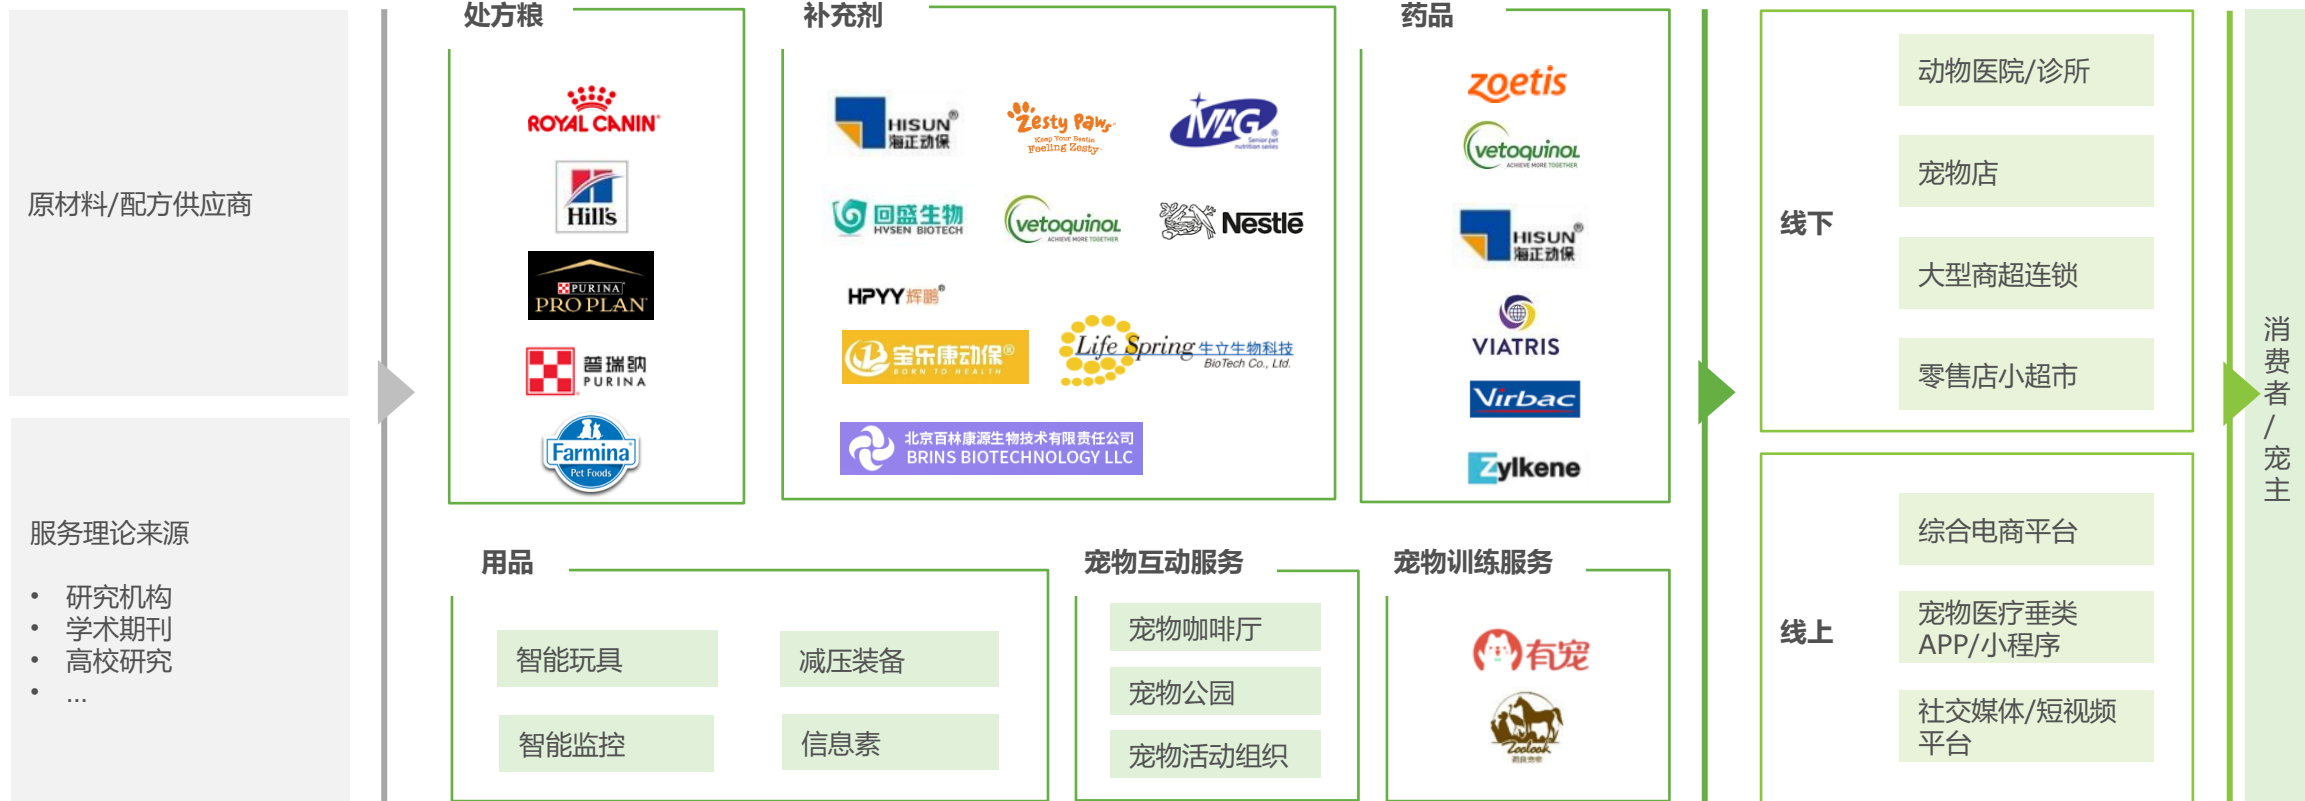 原材料/配方供应商
服务理论来源
• 研究机构
• 学术期刊
• 高校研究
• ...
处方粮
ROYAL CANIN
Hill's
PURINA
PRO PLAN
普瑞纳
PURINA
Farmina
Pet Foods
补充剂
HISUN®
海正动保
Zesty Paws
Keep Your Bestie
Feeling Zesty
MAG®
Senior pet
nutrition series
回盛生物
HVSEN BIOTECH
vetoquinol
ACHIEVE MORE TOGETHER
Nestlé
HPYY 辉鹏®
宝乐康动保®
BORN TO HEALTH
Life Spring 生立生物科技
BioTech Co., Ltd.
北京百林康源生物技术有限责任公司
BRINS BIOTECHNOLOGY LLC
药品
zoetis
vetoquinol
ACHIEVE MORE TOGETHER
HISUN®
海正动保
VIATRIS
Virbac
Zylkene
用品
智能玩具
减压装备
智能监控
信息素
宠物互动服务
宠物咖啡厅
宠物公园
宠物活动组织
宠物训练服务
有宠
Zoolook
线下
动物医院/诊所
宠物店
大型商超连锁
零售店小超市
线上
综合电商平台
宠物医疗垂类
APP/小程序
社交媒体/短视频
平台
消费者/宠主